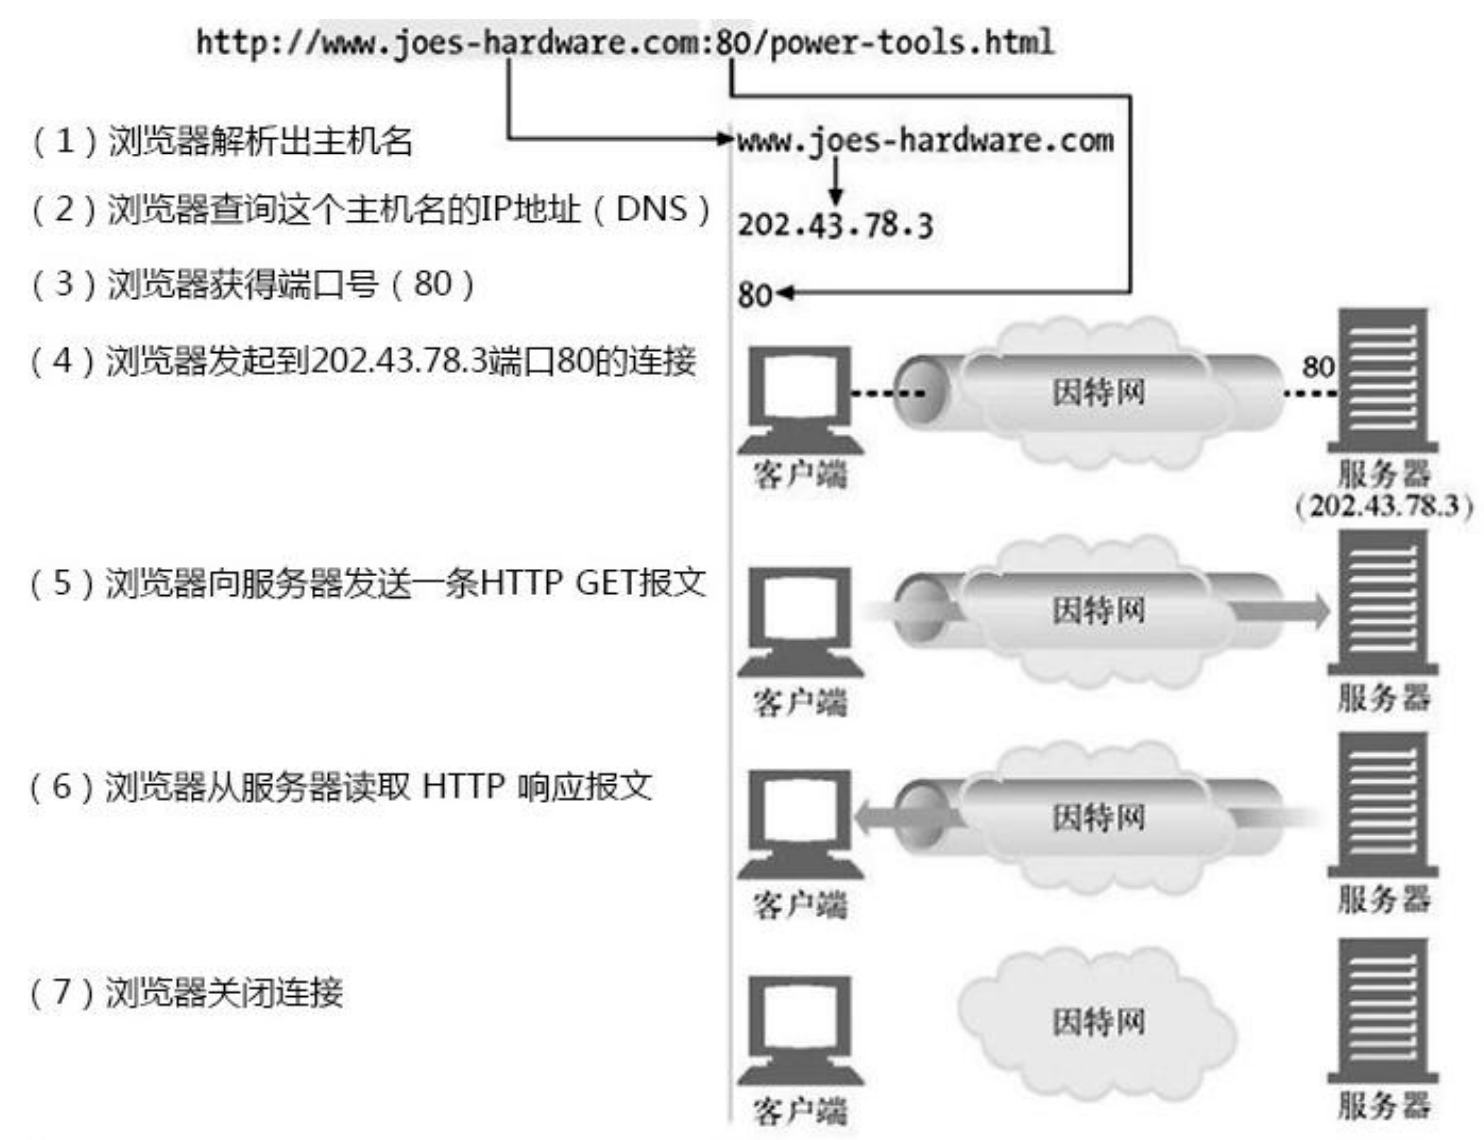 http://www.joes-hardware.com:80/power-tools.html
（1）浏览器解析出主机名
www.joes-hardware.com
（2）浏览器查询这个主机名的IP地址（DNS）
202.43.78.3
（3）浏览器获得端口号（80）
80
（4）浏览器发起到202.43.78.3端口80的连接
因特网
80
客户端
服务器
(202.43.78.3)
（5）浏览器向服务器发送一条HTTP GET报文
因特网
客户端
服务器
（6）浏览器从服务器读取 HTTP 响应报文
因特网
客户端
服务器
（7）浏览器关闭连接
因特网
客户端
服务器